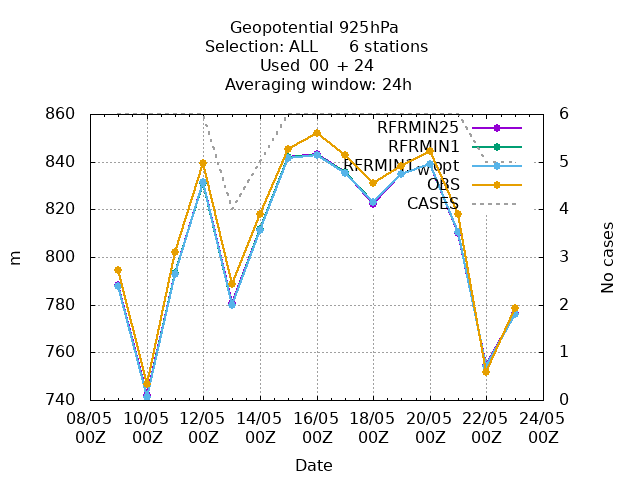 Geopotential 925hPa
Selection: ALL 6 stations
Used 00 + 24
Averaging window: 24h
860
840
820
800
780
760
740
6
5
4
3
2
1
0
m
No cases
RFRMIN25
RFRMIN1
RFRMIN1_wopt
OBS
CASES
08/05 10/05 12/05 14/05 16/05 18/05 20/05 22/05 24/05
00Z 00Z 00Z 00Z 00Z 00Z 00Z 00Z 00Z
Date